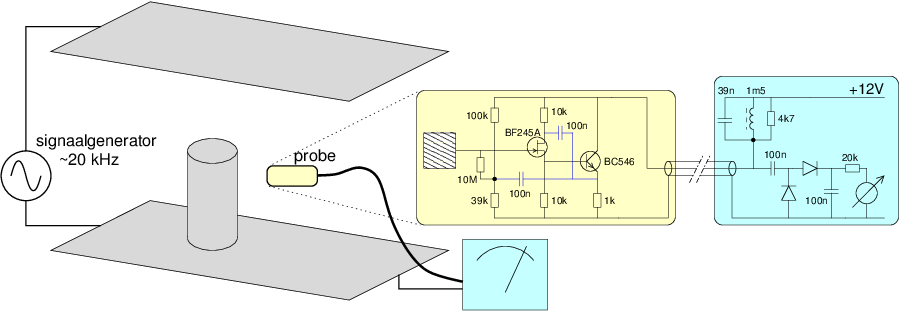 signaalgenerator
~20 kHz
probe
100k
10k
100n
BF245A
BC546
10M
100n
39k
10k
1k
39n
1m5
+12V
4k7
100n
20k
100n